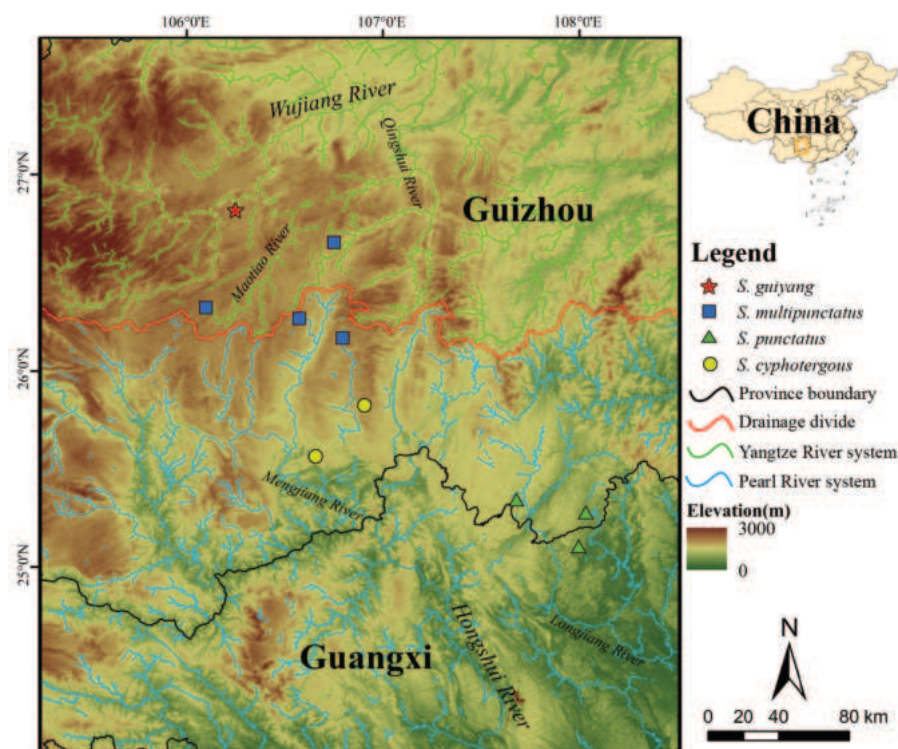 106°0'E
107°0'E
108°0'E
27°0'N
26°0'N
25°0'N
Wujiang River
Qingshui River
Guizhou
Maotiao River
Mengjiang River
Hongshui River
Longjiang River
Guangxi
China
Legend
S. guiyang
S. multipunctatus
S. punctatus
S. cyphotergous
Province boundary
Drainage divide
Yangtze River system
Pearl River system
Elevation(m)
3000
0
N
0 20 40 80 km